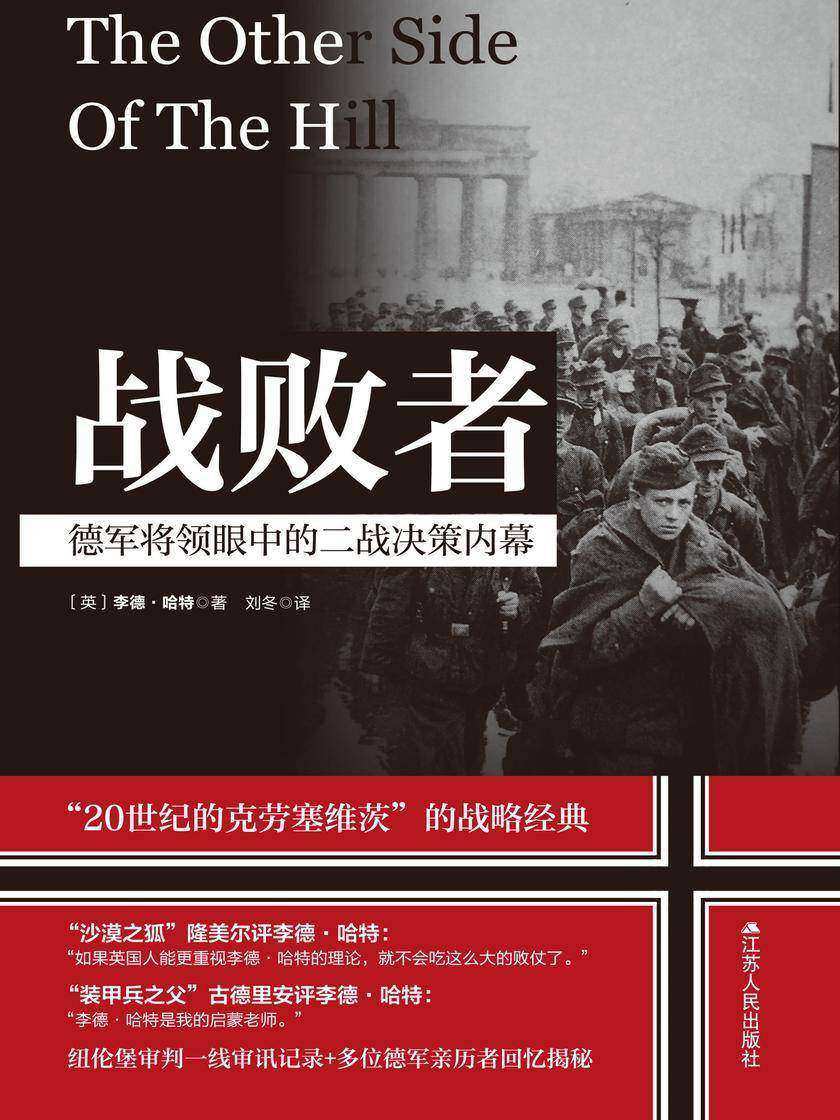 The Other Side
Of The Hill
战败者
德军将领眼中的二战决策内幕
［英］李德·哈特◎著 刘冬◎译
“20世纪的克劳塞维茨”的战略经典
“沙漠之狐”隆美尔评李德·哈特：
“如果英国人能更重视李德·哈特的理论，就不会吃这么大的败仗了。”
“装甲兵之父”古德里安评李德·哈特：
“李德·哈特是我的启蒙老师。”
纽伦堡审判一线审讯记录+多位德军亲历者回忆揭秘
江苏人民出版社